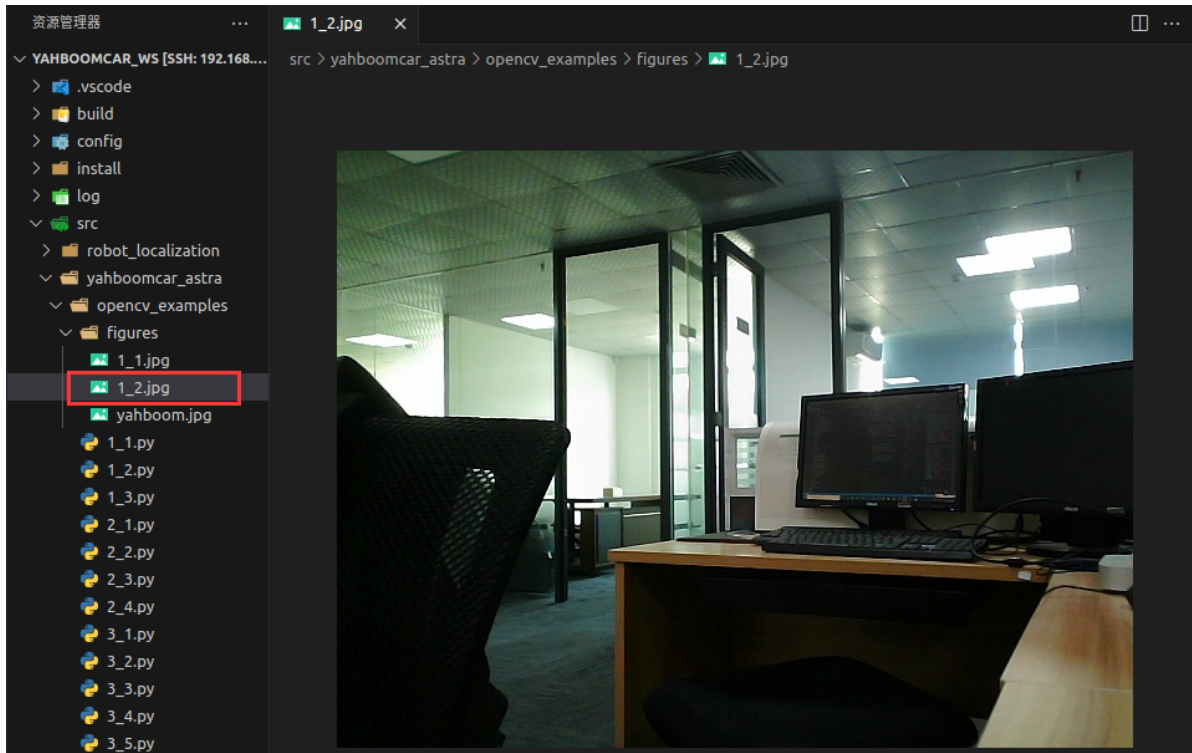 资源管理器
···
1_2.jpg
···
YAHBOOMCAR_WS [SSH: 192.168....
src > yahboomcar_astra > opencv_examples > figures > 1_2.jpg
.vscode
build
config
install
log
src
robot_localization
yahboomcar_astra
opencv_examples
figures
1_1.jpg
1_2.jpg
yahboom.jpg
1_1.py
1_2.py
1_3.py
2_1.py
2_2.py
2_3.py
2_4.py
3_1.py
3_2.py
3_3.py
3_4.py
3_5.py